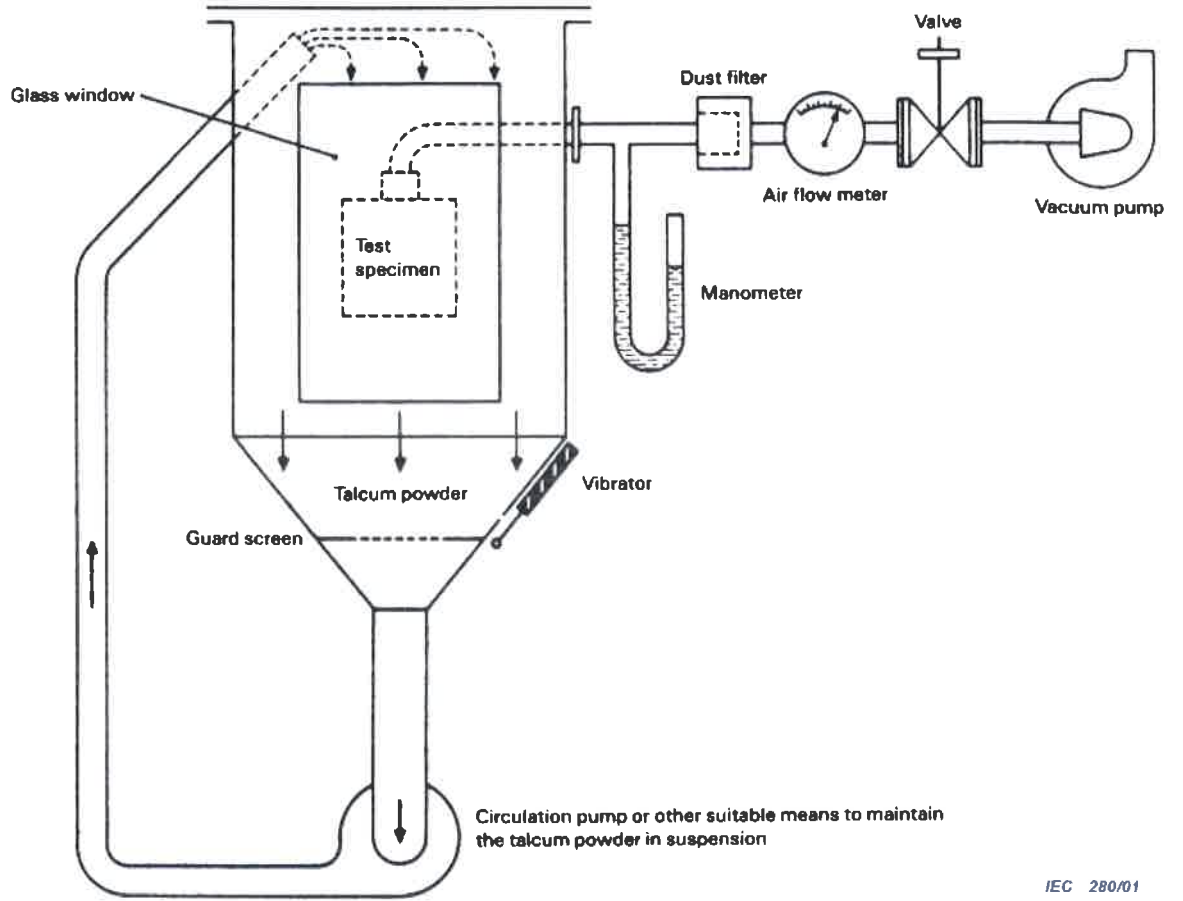 Valve
Dust filter
Glass window
Air flow meter
Vacuum pump
Test
specimen
Manometer
Talcum powder
Vibrator
Guard screen
Circulation pump or other suitable means to maintain
the talcum powder in suspension
IEC 280/01